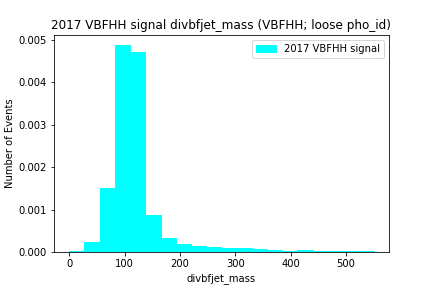 2017 VBFHH signal divbfjet_mass (VBFHH; loose pho_id)
2017 VBFHH signal
Number of Events
0.005
0.004
0.003
0.002
0.001
0.000
0 100 200 300 400 500
divbfjet_mass